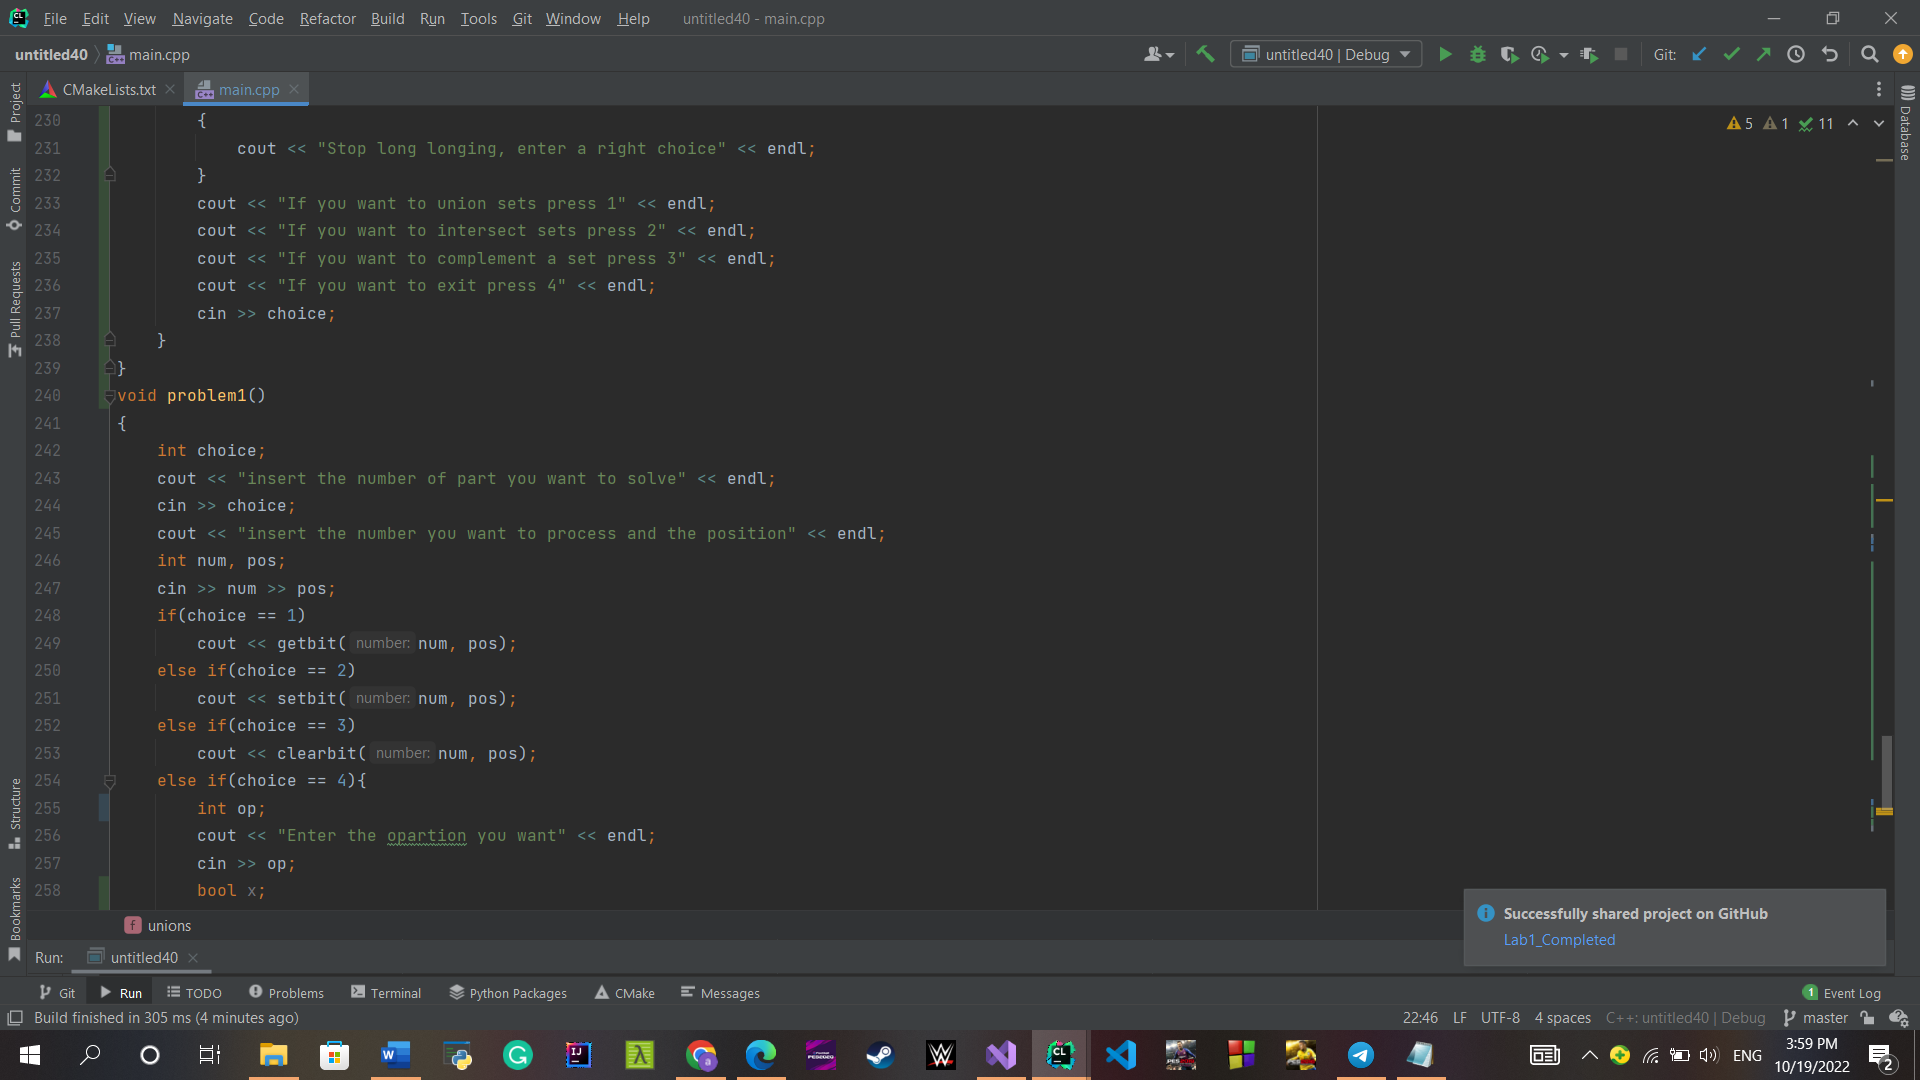 File Edit View Navigate Code Refactor Build Run Tools Git Window Help untitled40 - main.cpp
untitled40 main.cpp untitled40 | Debug Git:
CMakeLists.txt main.cpp
Project
Commit
Pull Requests
Structure
Bookmarks
Database
5 1 11
230 {
231 cout << "Stop long longing, enter a right choice" << endl;
232 }
233 cout << "If you want to union sets press 1" << endl;
234 cout << "If you want to intersect sets press 2" << endl;
235 cout << "If you want to complement a set press 3" << endl;
236 cout << "If you want to exit press 4" << endl;
237 cin >> choice;
238 }
239 }
240 void problem1()
241 {
242 int choice;
243 cout << "insert the number of part you want to solve" << endl;
244 cin >> choice;
245 cout << "insert the number you want to process and the position" << endl;
246 int num, pos;
247 cin >> num >> pos;
248 if(choice == 1)
249 cout << getbit( number: num, pos);
250 else if(choice == 2)
251 cout << setbit( number: num, pos);
252 else if(choice == 3)
253 cout << clearbit( number: num, pos);
254 else if(choice == 4){
255 int op;
256 cout << "Enter the opartion you want" << endl;
257 cin >> op;
258 bool x;
f unions
Successfully shared project on GitHub
Lab1_Completed
Run: untitled40
Git Run TODO Problems Terminal Python Packages CMake Messages 1 Event Log
Build finished in 305 ms (4 minutes ago) 22:46 LF UTF-8 4 spaces C++: untitled40 | Debug master
ENG 3:59 PM
10/19/2022 2